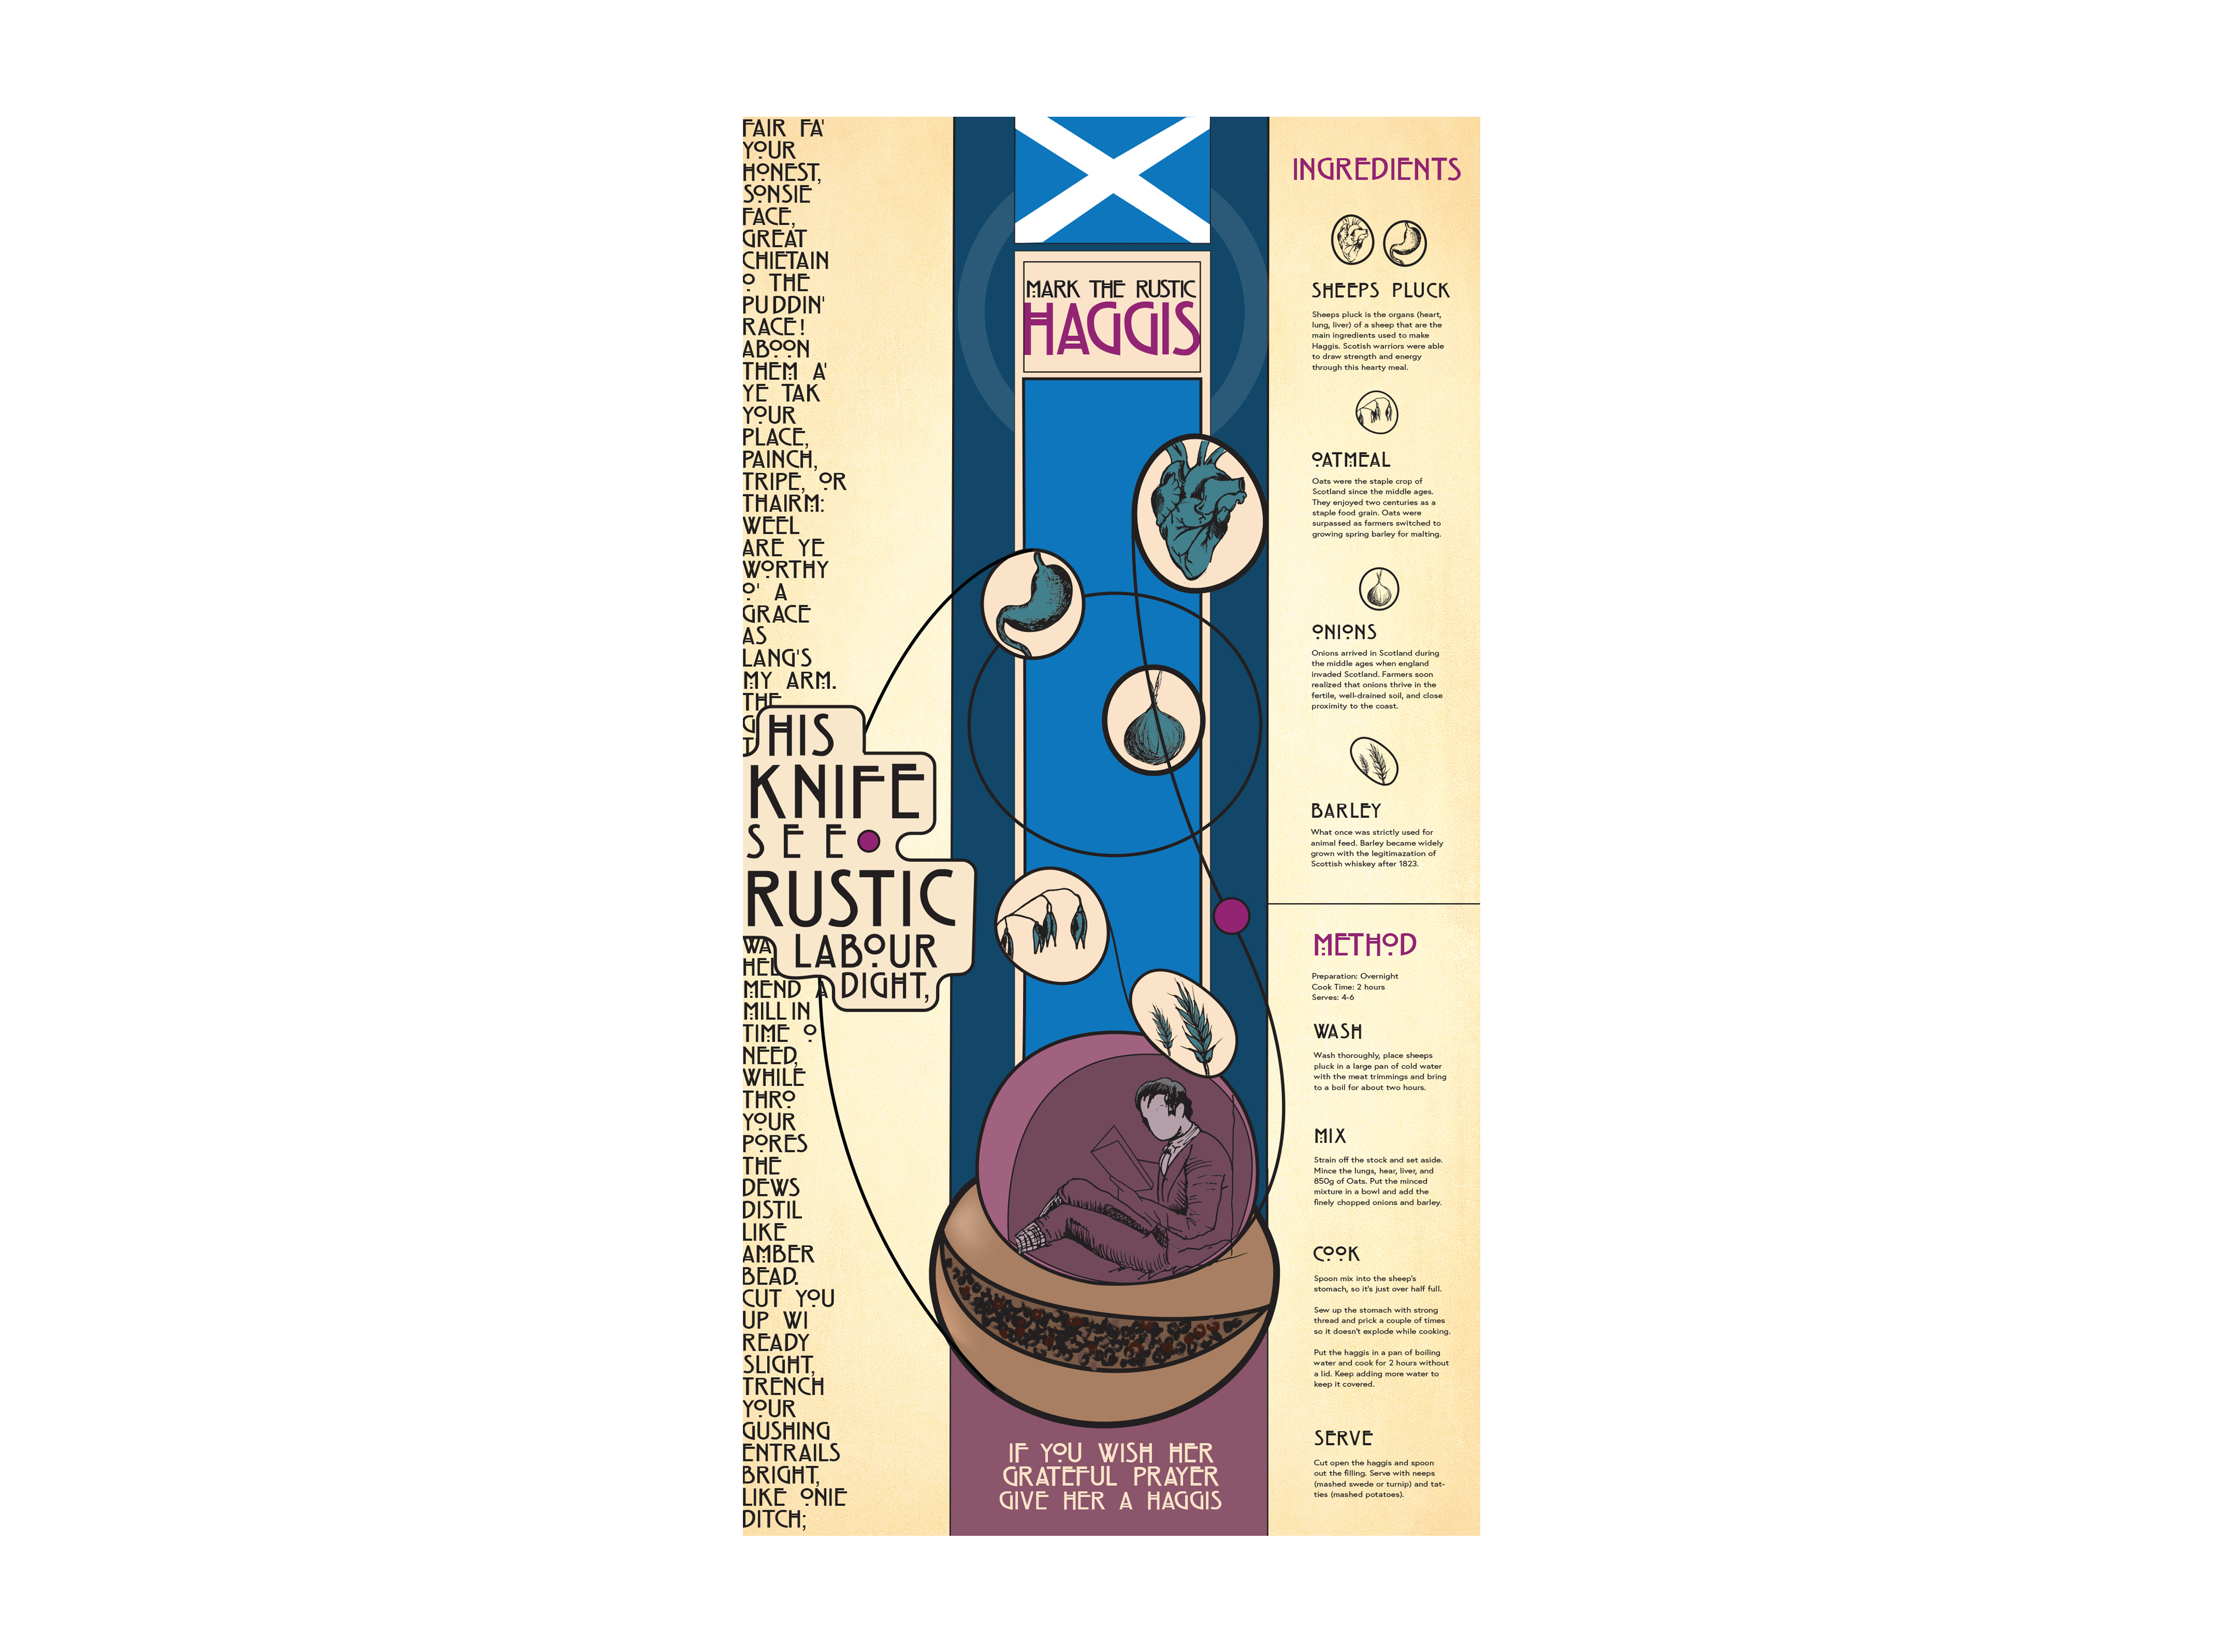 FAIR FA'
YOUR
HONEST,
SONSIE
FACE,
GREAT
CHIETAIN
O THE
PUDDIN'
RACE!
ABOON
THEM A'
YE TAK
YOUR
PLACE,
PAINCH,
TRIPE, OR
THAIRM:
WEEL
ARE YE
WORTHY
O' A
GRACE
AS
LANG'S
MY ARM.
THE
HIS
KNIFE
SEE
RUSTIC
LABOUR
DIGHT,
WA
HEL
MEND A
MILL IN
TIME O
NEED,
WHILE
THRO
YOUR
PORES
THE
DEWS
DISTIL
LIKE
AMBER
BEAD.
CUT YOU
UP WI
READY
SLIGHT,
TRENCH
YOUR
GUSHING
ENTRAILS
BRIGHT,
LIKE ONIE
DITCH;
MARK THE RUSTIC
HAGGIS
IF YOU WISH HER
GRATEFUL PRAYER
GIVE HER A HAGGIS
INGREDIENTS
SHEEPS PLUCK
Sheeps pluck is the organs (heart,
lung, liver) of a sheep that are the
main ingredients used to make
Haggis. Scotish warriors were able
to draw strength and energy
through this hearty meal.
OATMEAL
Oats were the staple crop of
Scotland since the middle ages.
They enjoyed two centuries as a
staple food grain. Oats were
surpassed as farmers switched to
growing spring barley for malting.
ONIONS
Onions arrived in Scotland during
the middle ages when england
invaded Scotland. Farmers soon
realized that onions thrive in the
fertile, well-drained soil, and close
proximity to the coast.
BARLEY
What once was strictly used for
animal feed. Barley became widely
grown with the legitimazation of
Scottish whiskey after 1823.
METHOD
Preparation: Overnight
Cook Time: 2 hours
Serves: 4-6
WASH
Wash thoroughly, place sheeps
pluck in a large pan of cold water
with the meat trimmings and bring
to a boil for about two hours.
MIX
Strain off the stock and set aside.
Mince the lungs, hear, liver, and
850g of Oats. Put the minced
mixture in a bowl and add the
finely chopped onions and barley.
COOK
Spoon mix into the sheep's
stomach, so it's just over half full.
Sew up the stomach with strong
thread and prick a couple of times
so it doesn't explode while cooking.
Put the haggis in a pan of boiling
water and cook for 2 hours without
a lid. Keep adding more water to
keep it covered.
SERVE
Cut open the haggis and spoon
out the filling. Serve with neeps
(mashed swede or turnip) and tat-
ties (mashed potatoes).